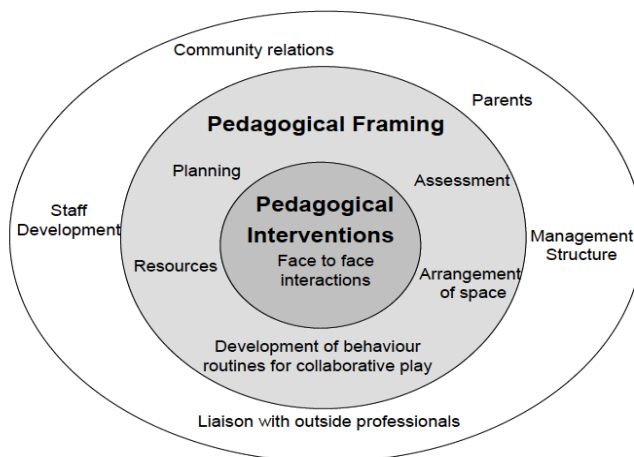 Community relations
Parents
Pedagogical Framing
Planning
Assessment
Pedagogical
Interventions
Face to face
interactions
Staff
Development
Management
Structure
Resources
Arrangement
of space
Development of behaviour
routines for collaborative play
Liaison with outside professionals